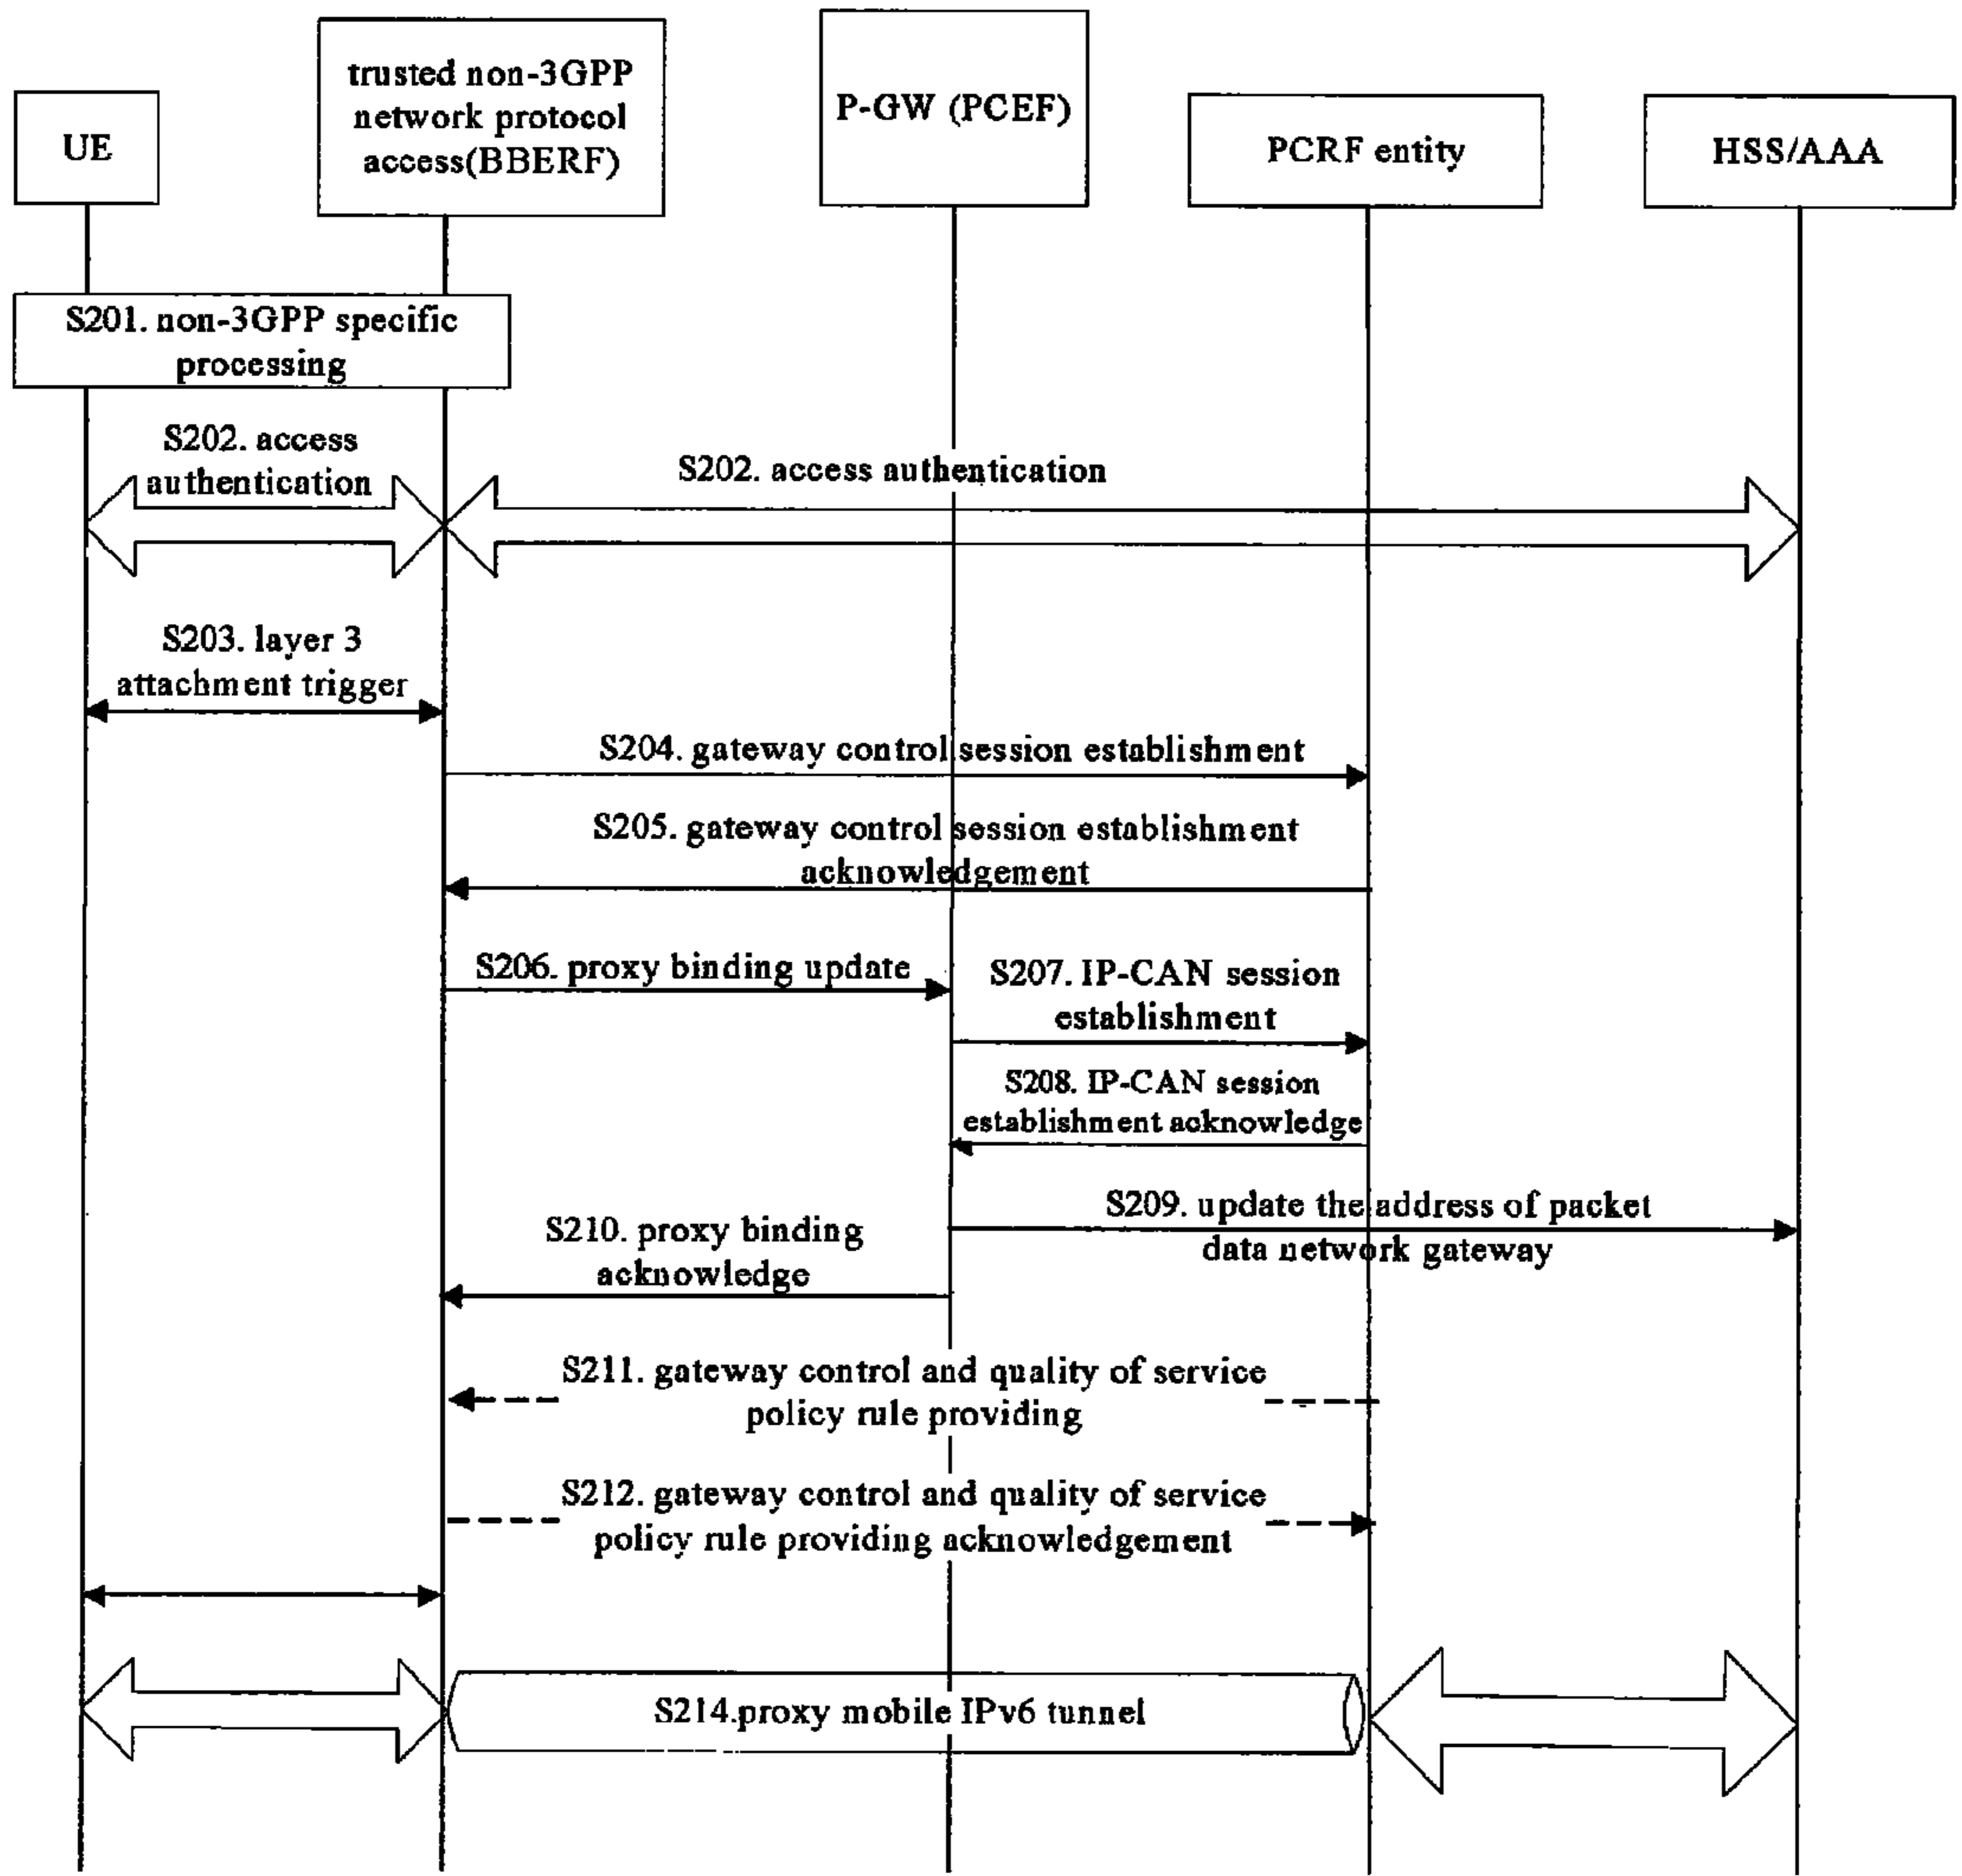 UE
trusted non-3GPP
network protocol
access(BBERF)
P-GW (PCEF)
PCRF entity
HSS/AAA
S201. non-3GPP specific
processing
S202. access
authentication
S202. access authentication
S203. layer 3
attachment trigger
S204. gateway control session establishment
S205. gateway control session establishment
acknowledgement
S206. proxy binding update
S207. IP-CAN session
establishment
S208. IP-CAN session
establishment acknowledge
S209. update the address of packet
data network gateway
S210. proxy binding
acknowledge
S211. gateway control and quality of service
policy rule providing
S212. gateway control and quality of service
policy rule providing acknowledgement
S214.proxy mobile IPv6 tunnel